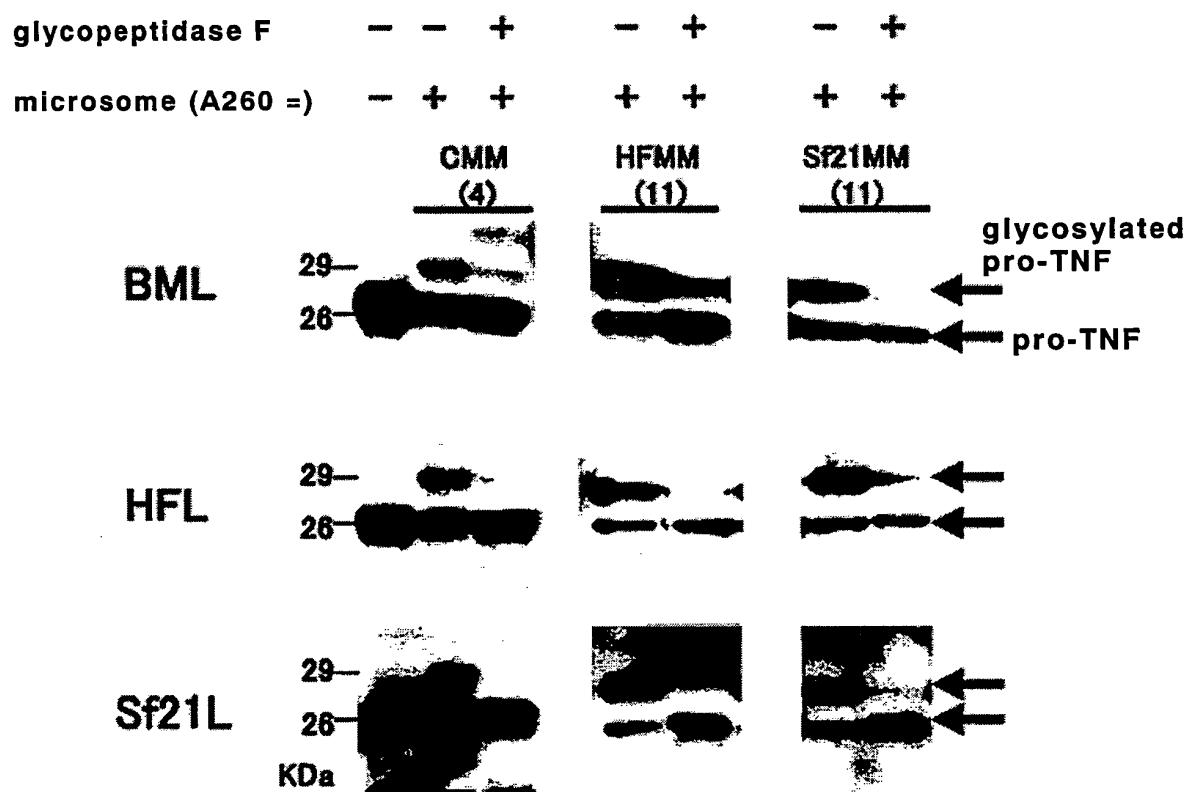 glycopeptidase F − − + − + − +
microsome (A260 =) − + + + + + +
CMM HFMM Sf21MM
(4) (11) (11)
glycosylated
pro-TNF
BML 29
26
pro-TNF
HFL 29
26
Sf21L 29
26
KDa